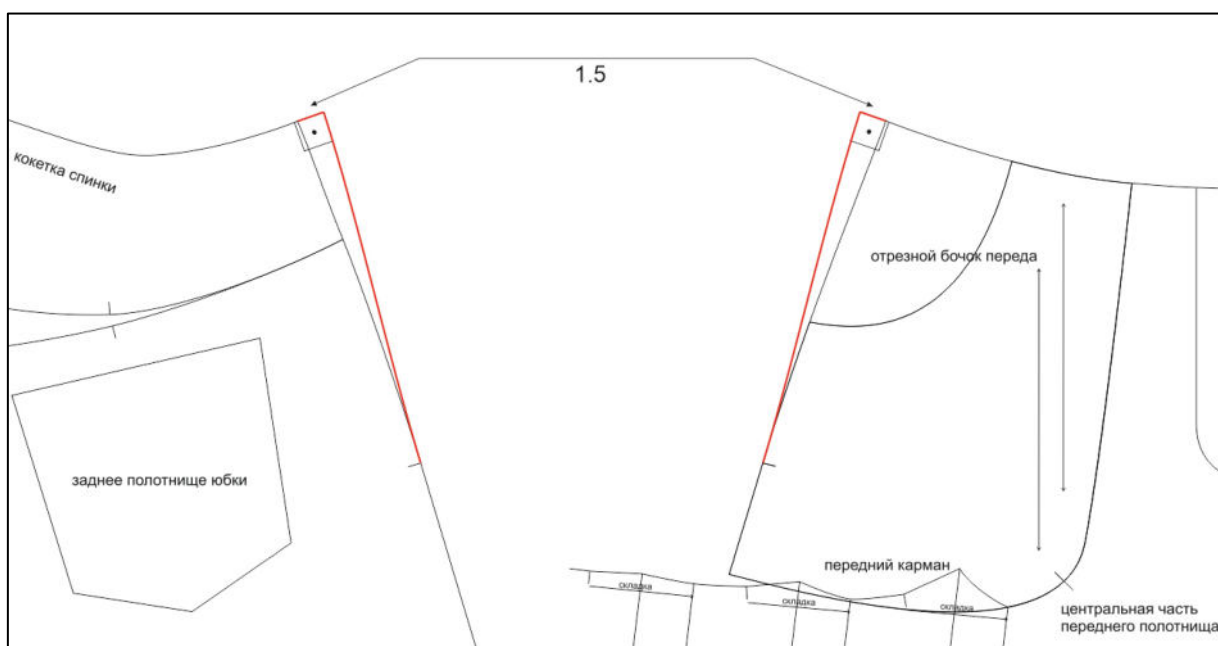 1.5
кокетка спинки
отрезной бочок переда
заднее полотнище юбки
передний карман
складка
складка
складка
центральная часть
переднего полотнища